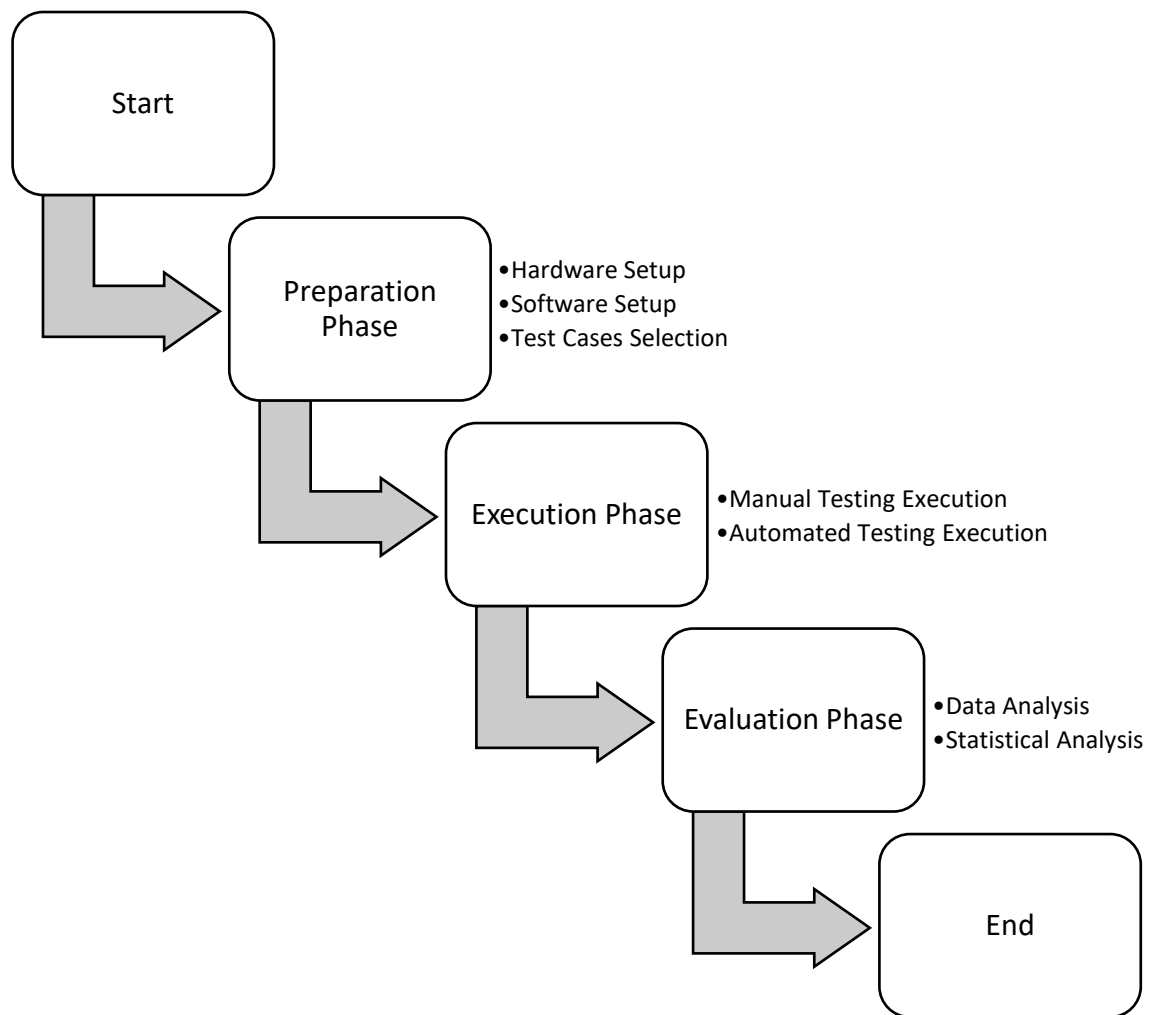 Start
Preparation
Phase
•Hardware Setup
•Software Setup
•Test Cases Selection
Execution Phase
•Manual Testing Execution
•Automated Testing Execution
Evaluation Phase
•Data Analysis
•Statistical Analysis
End